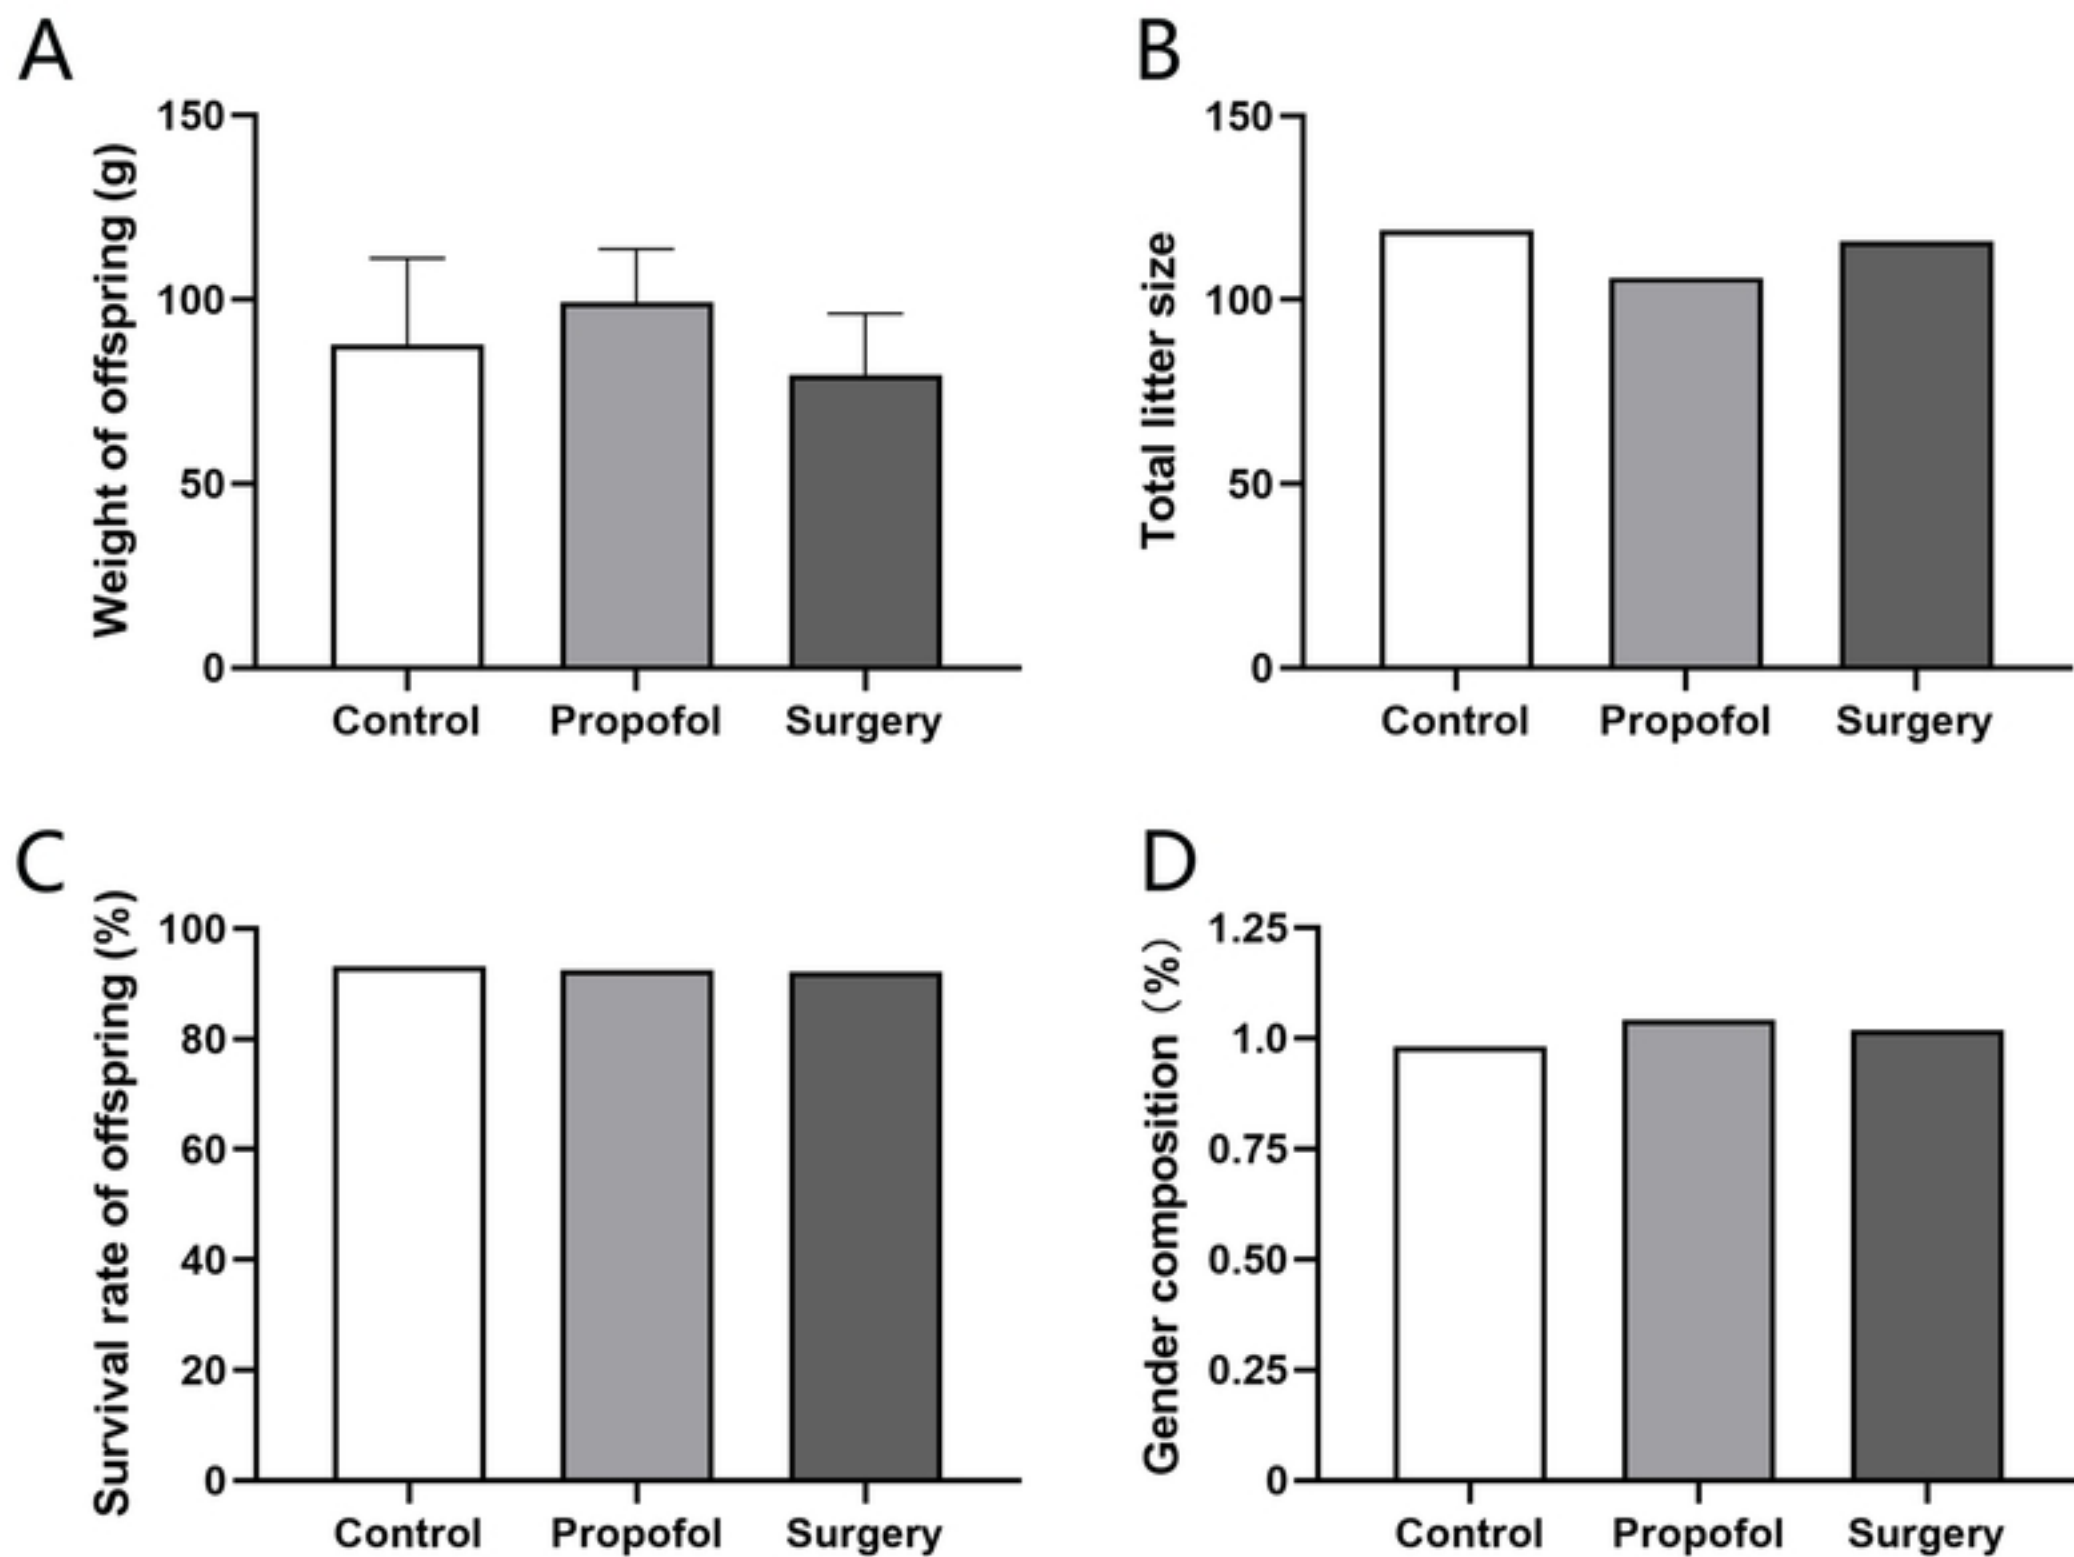 A
Weight of offspring (g)
150
100
50
0
Control Propofol Surgery
B
Total litter size
150
100
50
0
Control Propofol Surgery
C
Survival rate of offspring (%)
100
80
60
40
20
0
Control Propofol Surgery
D
Gender composition（%）
1.25
1.0
0.75
0.50
0.25
0
Control Propofol Surgery